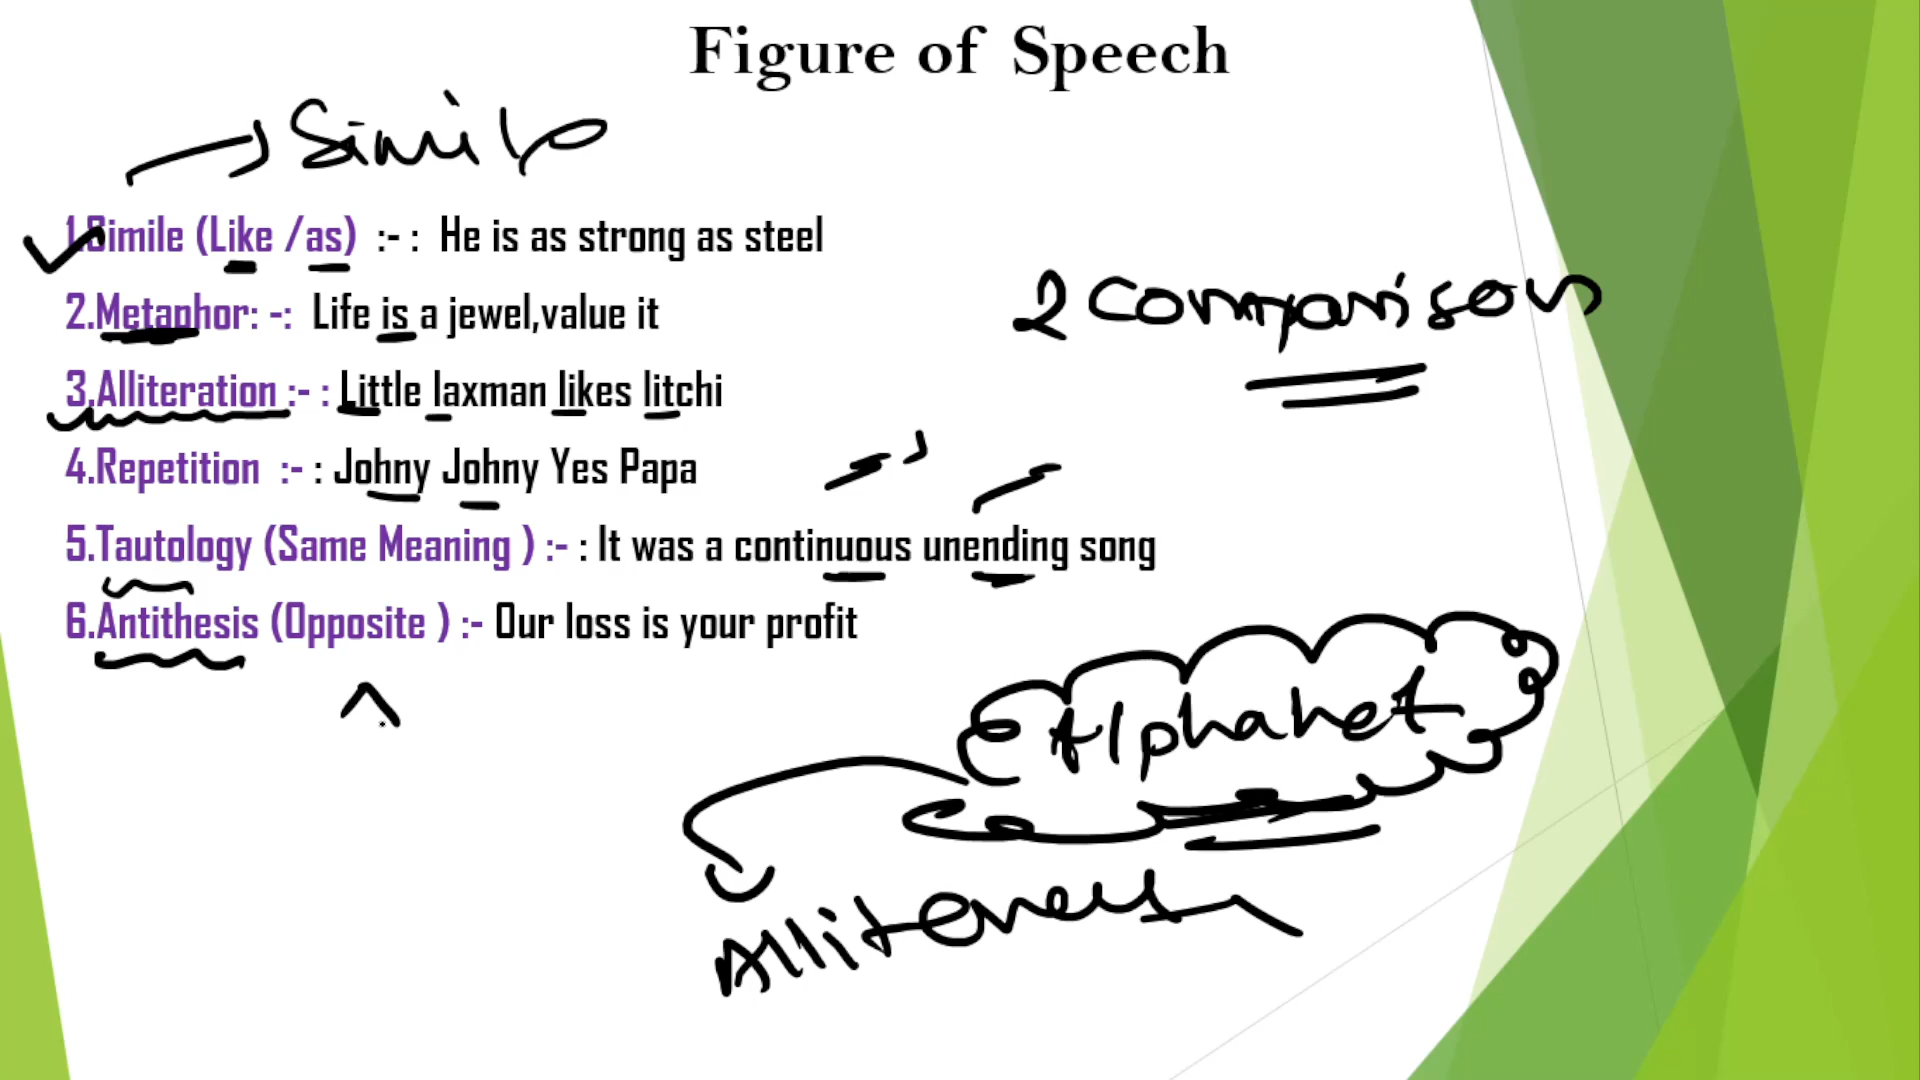 Figure of Speech
Simile
1.Simile (Like /as) :- : He is as strong as steel
2.Metaphor: -: Life is a jewel,value it
2 comparison
3.Alliteration :- : Little laxman likes litchi
4.Repetition :- : Johny Johny Yes Papa
5.Tautology (Same Meaning ) :- : It was a continuous unending song
6.Antithesis (Opposite ) :- Our loss is your profit
Alphabet